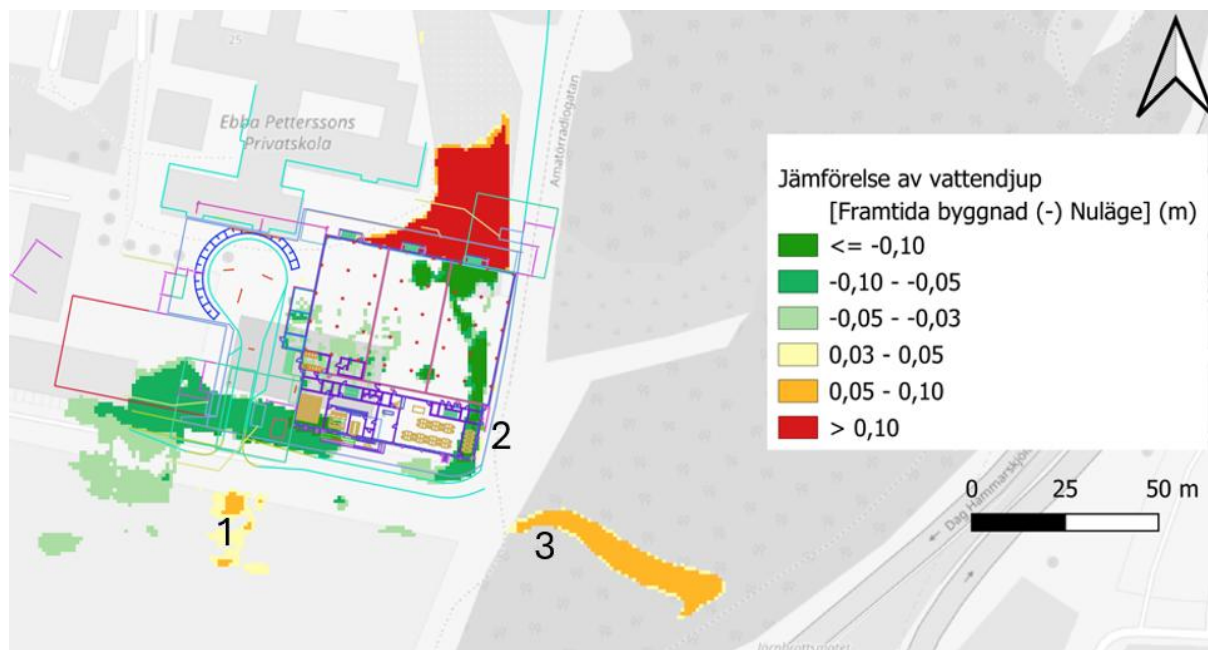 25
Ebba Petterssons
Privatskola
Amatörradiogatan
Jämförelse av vattendjup
[Framtida byggnad (-) Nuläge] (m)
<= -0,10
-0,10 - -0,05
-0,05 - -0,03
0,03 - 0,05
0,05 - 0,10
> 0,10
0 25 50 m
Dag Hammarskjö
1
2
3